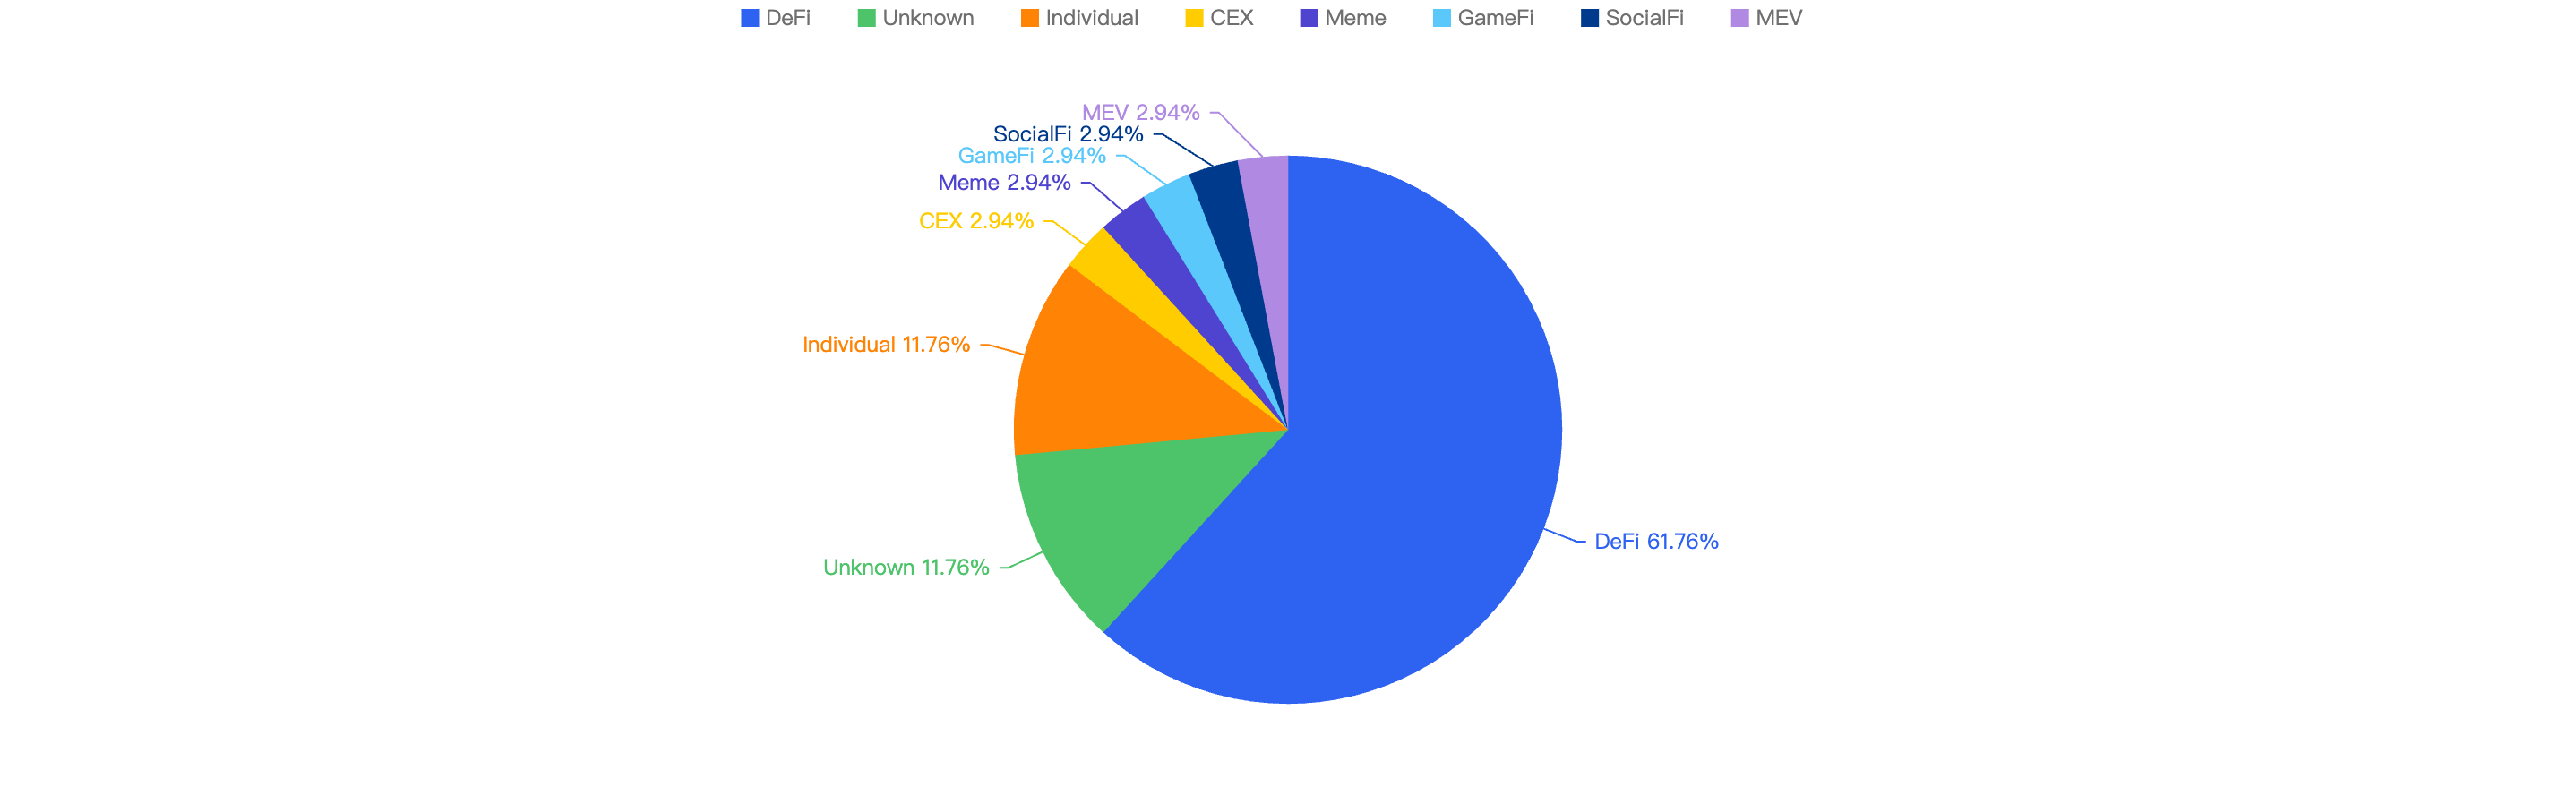 DeFi Unknown Individual CEX Meme GameFi SocialFi MEV
MEV 2.94%
SocialFi 2.94%
GameFi 2.94%
Meme 2.94%
CEX 2.94%
Individual 11.76%
DeFi 61.76%
Unknown 11.76%